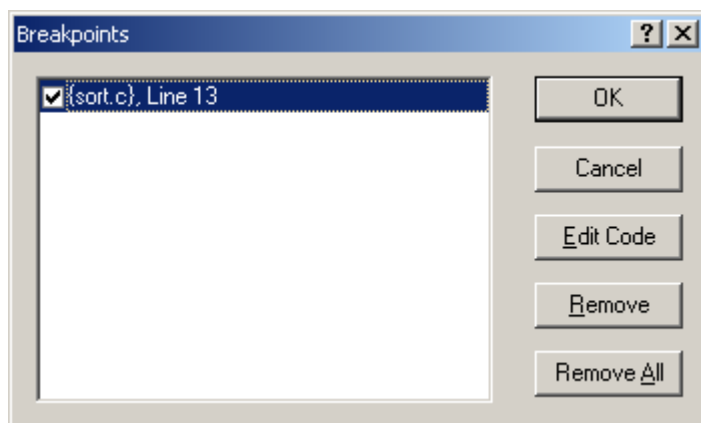 Breakpoints
{sort.c}, Line 13
OK
Cancel
Edit Code
Remove
Remove All